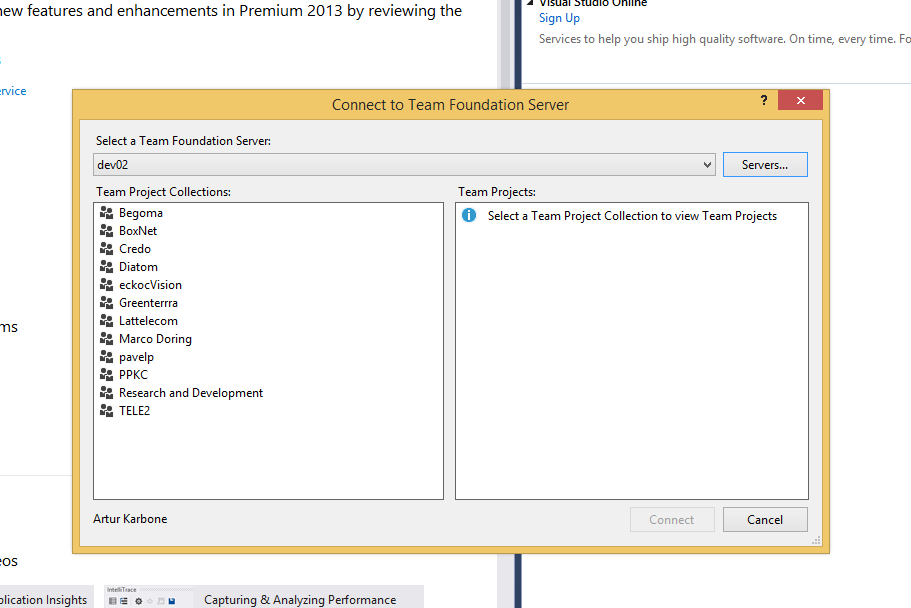 new features and enhancements in Premium 2013 by reviewing the
Visual Studio Online
Sign Up
Services to help you ship high quality software. On time, every time. Fo
ervice
Connect to Team Foundation Server
?
Select a Team Foundation Server:
dev02
Servers...
Team Project Collections:
Team Projects:
Begoma
BoxNet
Credo
Diatom
eckocVision
Greenterrra
Lattelecom
Marco Doring
pavelp
PPKC
Research and Development
TELE2
Select a Team Project Collection to view Team Projects
ms
Artur Karbone
Connect
Cancel
eos
plication Insights
IntelliTrace
Capturing & Analyzing Performance